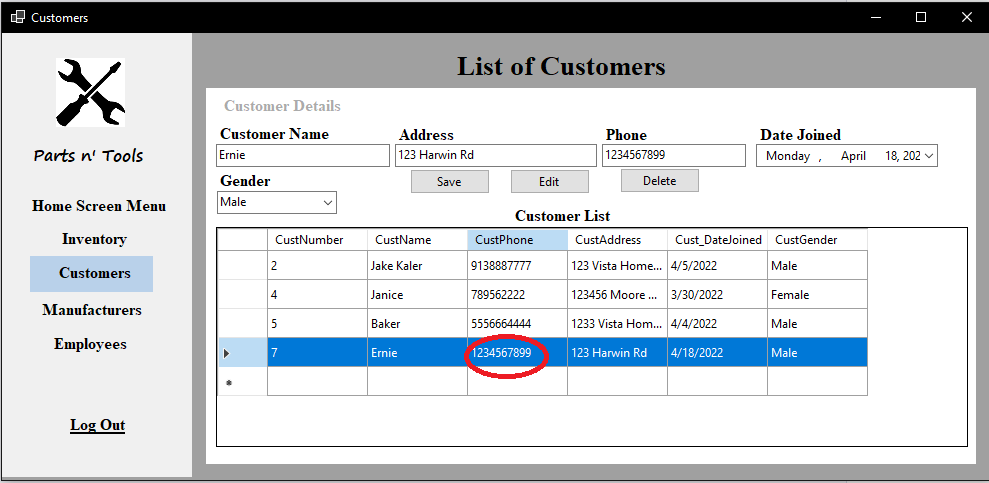 Customers
List of Customers
Parts n' Tools
Home Screen Menu
Inventory
Customers
Manufacturers
Employees
Log Out
Customer Details
Customer Name Address Phone Date Joined
Ernie 123 Harwin Rd 1234567899 Monday , April 18, 202
Gender Save Edit Delete
Male
Customer List
CustNumber CustName CustPhone CustAddress Cust_DateJoined CustGender
2 Jake Kaler 9138887777 123 Vista Home... 4/5/2022 Male
4 Janice 789562222 123456 Moore ... 3/30/2022 Female
5 Baker 5556664444 1233 Vista Hom... 4/4/2022 Male
7 Ernie 1234567899 123 Harwin Rd 4/18/2022 Male